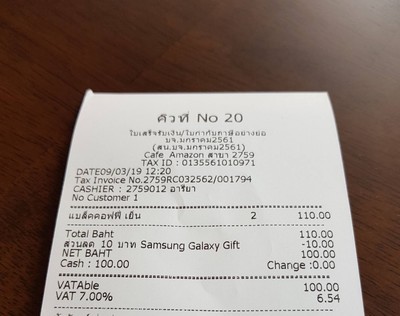 คิวที่ No 20
ใบเสร็จรับเงิน/ใบกำกับภาษีอย่างย่อ
บจ.มกราคม2561
(สน.บจ.มกราคม2561)
Cafe Amazon สาขา 2759
TAX ID : 0135561010971
DATE09/03/19 12:20
Tax Invoice No.2759RC032562/001794
CASHIER : 2759012 อารียา
No Customer 1
แบล็คคอฟฟี่ เย็น 2 110.00
Total Baht 110.00
ส่วนลด 10 บาท Samsung Galaxy Gift -10.00
NET BAHT 100.00
Cash : 100.00 Change :0.00
VATAble 100.00
VAT 7.00% 6.54